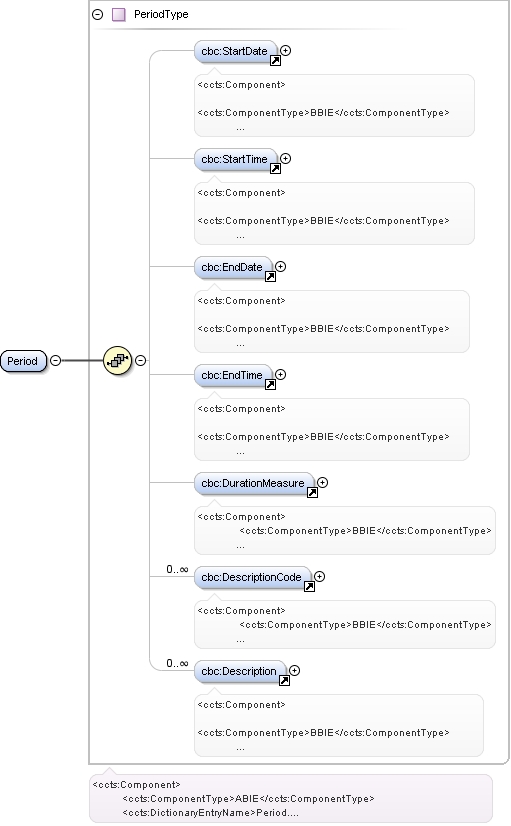 PeriodType
cbc:StartDate
<ccts:Component>
<ccts:ComponentType>BBIE</ccts:ComponentType>
...
cbc:StartTime
<ccts:Component>
<ccts:ComponentType>BBIE</ccts:ComponentType>
...
cbc:EndDate
<ccts:Component>
<ccts:ComponentType>BBIE</ccts:ComponentType>
...
Period
cbc:EndTime
<ccts:Component>
<ccts:ComponentType>BBIE</ccts:ComponentType>
...
cbc:DurationMeasure
<ccts:Component>
<ccts:ComponentType>BBIE</ccts:ComponentType>
...
0..∞
cbc:DescriptionCode
<ccts:Component>
<ccts:ComponentType>BBIE</ccts:ComponentType>
...
0..∞
cbc:Description
<ccts:Component>
<ccts:ComponentType>BBIE</ccts:ComponentType>
...
<ccts:Component>
<ccts:ComponentType>ABIE</ccts:ComponentType>
<ccts:DictionaryEntryName>Period....